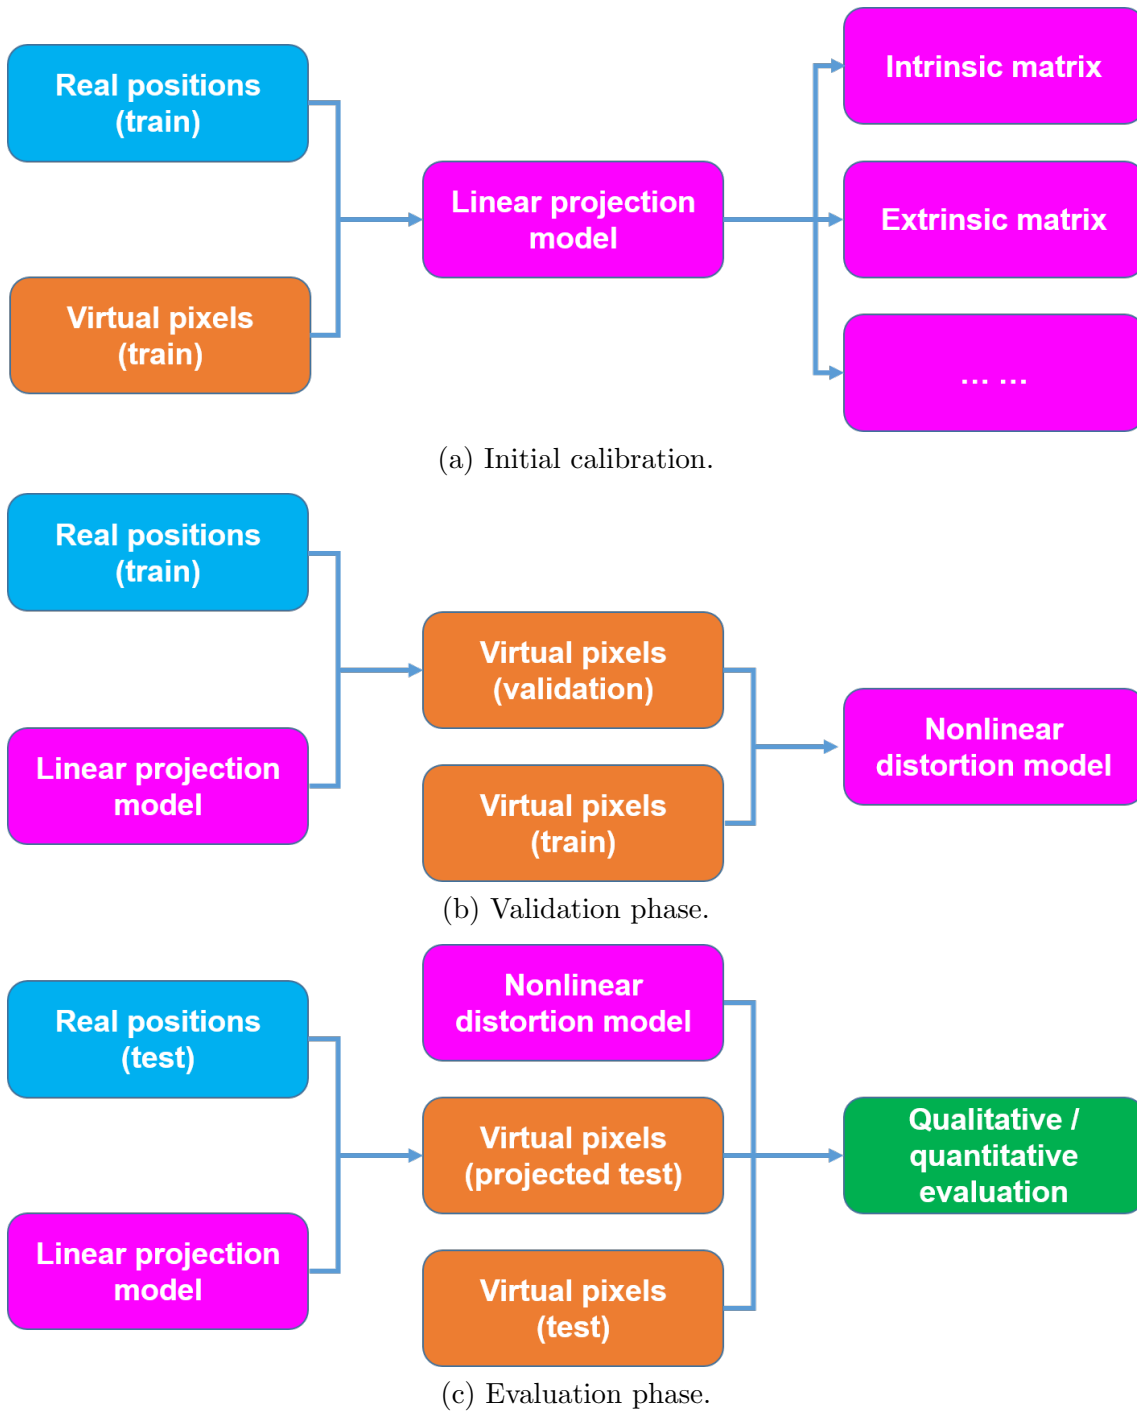 Real positions
(train)
Virtual pixels
(train)
Linear projection
model
Intrinsic matrix
Extrinsic matrix
... ...
(a) Initial calibration.
Real positions
(train)
Linear projection
model
Virtual pixels
(validation)
Virtual pixels
(train)
Nonlinear
distortion model
(b) Validation phase.
Real positions
(test)
Linear projection
model
Nonlinear
distortion model
Virtual pixels
(projected test)
Virtual pixels
(test)
Qualitative /
quantitative
evaluation
(c) Evaluation phase.